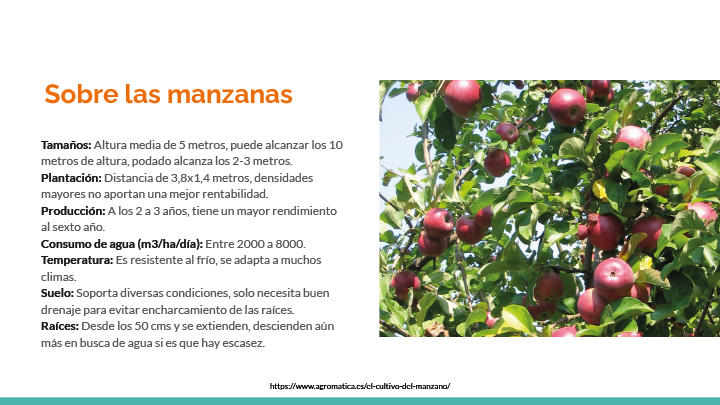 Sobre las manzanas
Tamaños: Altura media de 5 metros, puede alcanzar los 10
metros de altura, podado alcanza los 2-3 metros.
Plantación: Distancia de 3,8x1,4 metros, densidades
mayores no aportan una mejor rentabilidad.
Producción: A los 2 a 3 años, tiene un mayor rendimiento
al sexto año.
Consumo de agua (m3/ha/día): Entre 2000 a 8000.
Temperatura: Es resistente al frío, se adapta a muchos
climas.
Suelo: Soporta diversas condiciones, solo necesita buen
drenaje para evitar encharcamiento de las raíces.
Raíces: Desde los 50 cms y se extienden, descienden aún
más en busca de agua si es que hay escasez.
https://www.agromatica.es/el-cultivo-del-manzano/